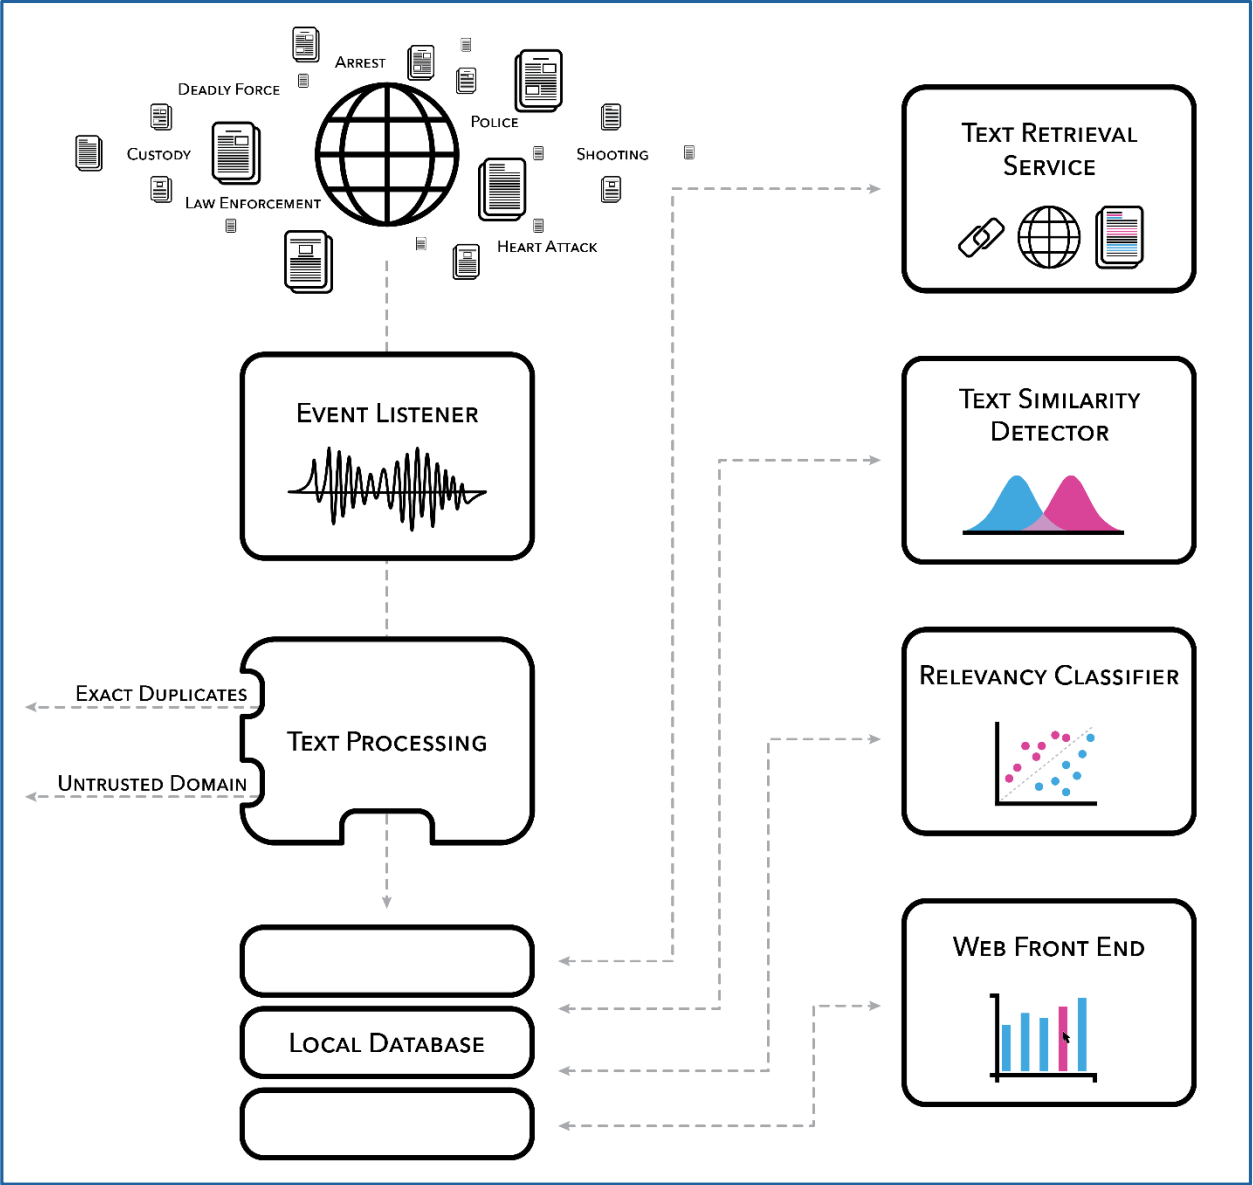 Arrest
Deadly Force
Police
Custody
Shooting
Law Enforcement
Heart Attack
Text Retrieval
Service
Event Listener
Text Similarity
Detector
Exact Duplicates
Text Processing
Untrusted Domain
Relevancy Classifier
Local Database
Web Front End